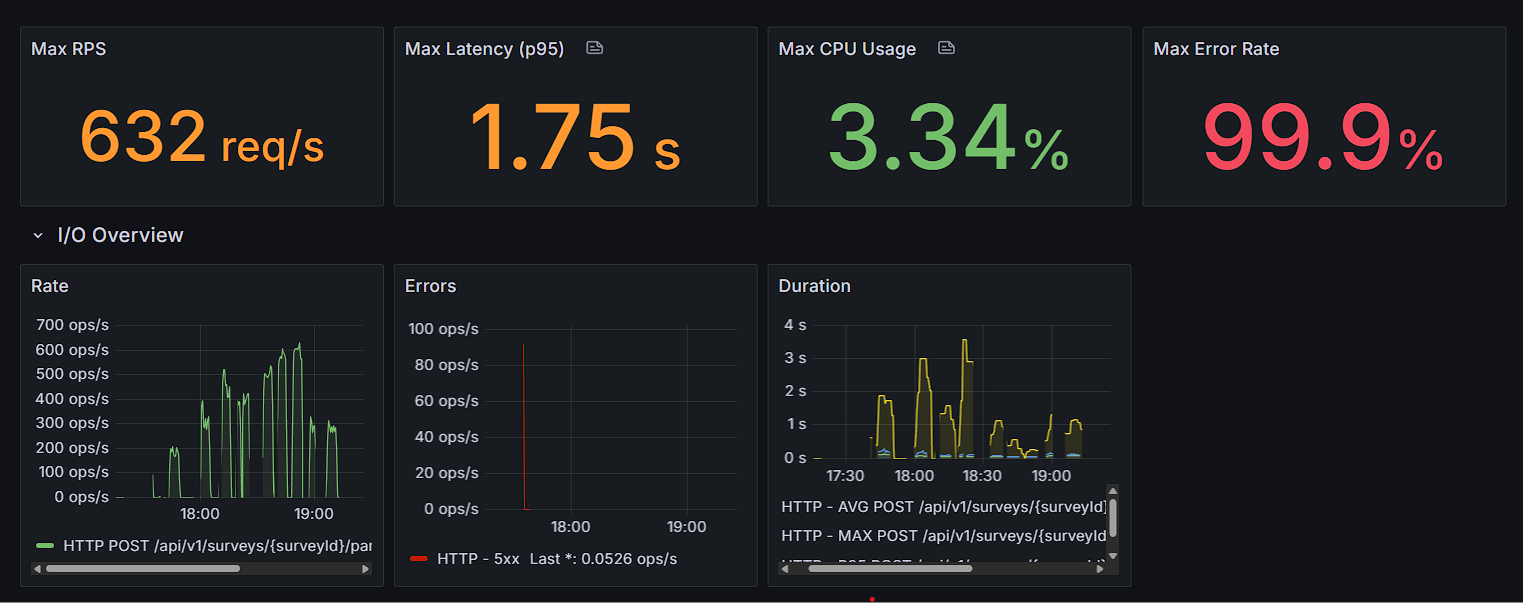 Max RPS
632 req/s
Max Latency (p95)
1.75 s
Max CPU Usage
3.34%
Max Error Rate
99.9%
I/O Overview
Rate
700 ops/s
600 ops/s
500 ops/s
400 ops/s
300 ops/s
200 ops/s
100 ops/s
0 ops/s
18:00 19:00
HTTP POST /api/v1/surveys/{surveyId}/par
Errors
100 ops/s
80 ops/s
60 ops/s
40 ops/s
20 ops/s
0 ops/s
18:00 19:00
HTTP - 5xx Last *: 0.0526 ops/s
Duration
4 s
3 s
2 s
1 s
0 s
17:30 18:00 18:30 19:00
HTTP - AVG POST /api/v1/surveys/{surveyId}
HTTP - MAX POST /api/v1/surveys/{surveyId